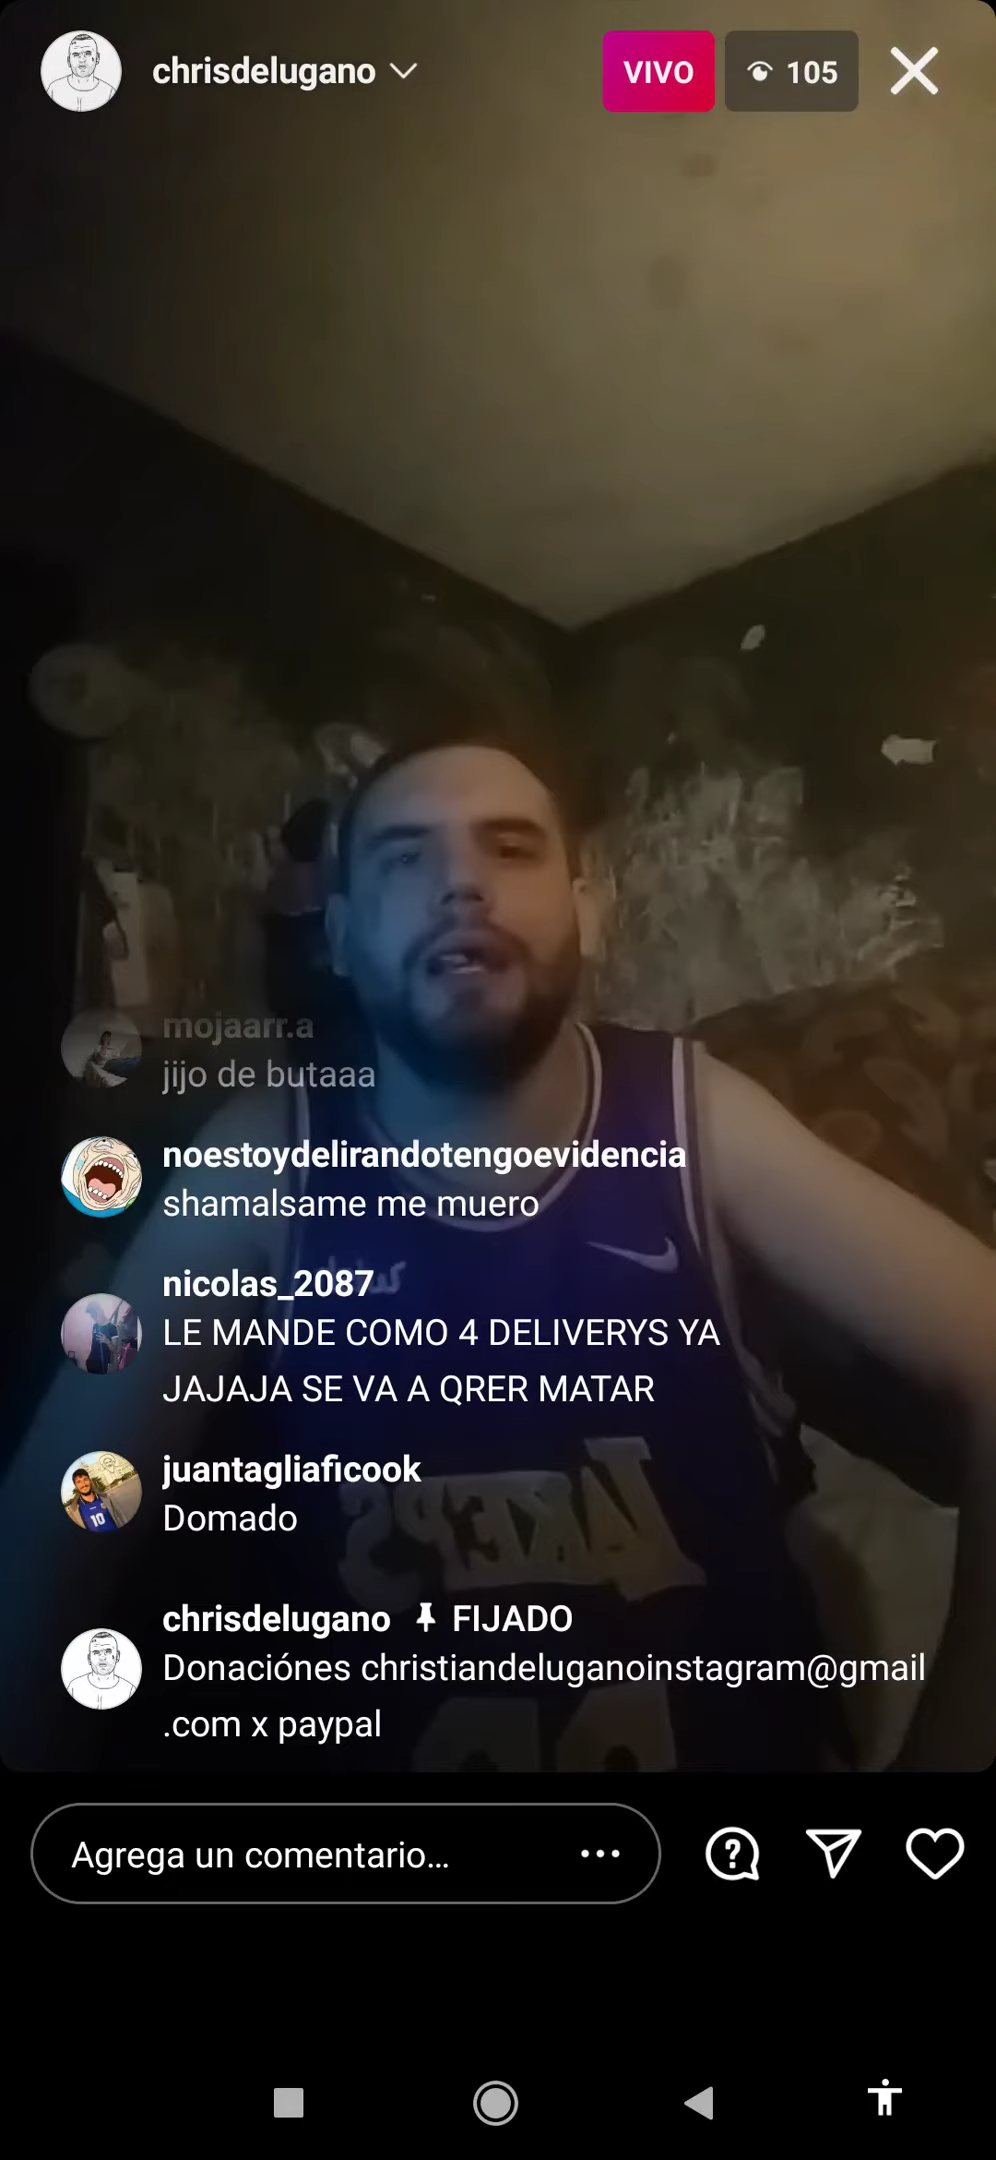 chrisdelugano
VIVO
105
mojaarr.a
jijo de butaaa
noestoydelirandotengoevidencia
shamalsame me muero
nicolas_2087
LE MANDE COMO 4 DELIVERYS YA
JAJAJA SE VA A QRER MATAR
juantagliaficook
Domado
LAKERS
chrisdelugano FIJADO
Donaciónes christiandeluganoinstagram@gmail
.com x paypal
Agrega un comentario...